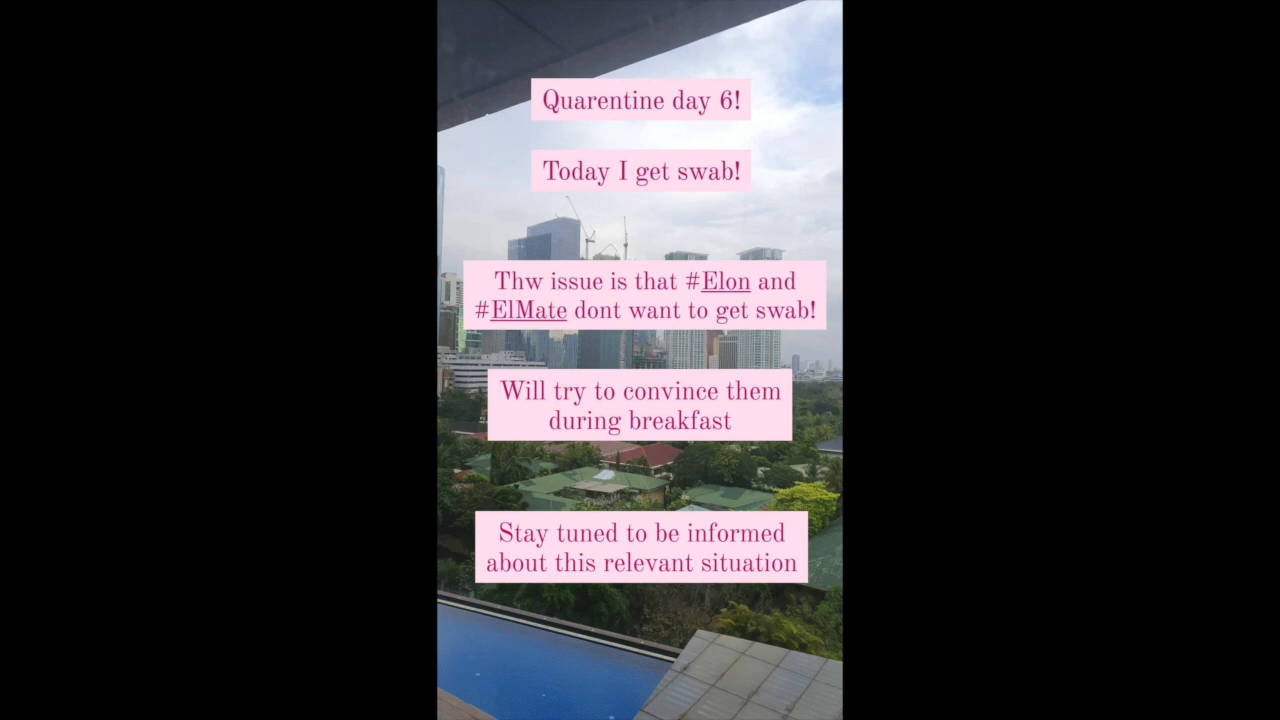 Quarentine day 6!
Today I get swab!
Thw issue is that #Elon and
#ElMate dont want to get swab!
Will try to convince them
during breakfast
Stay tuned to be informed
about this relevant situation